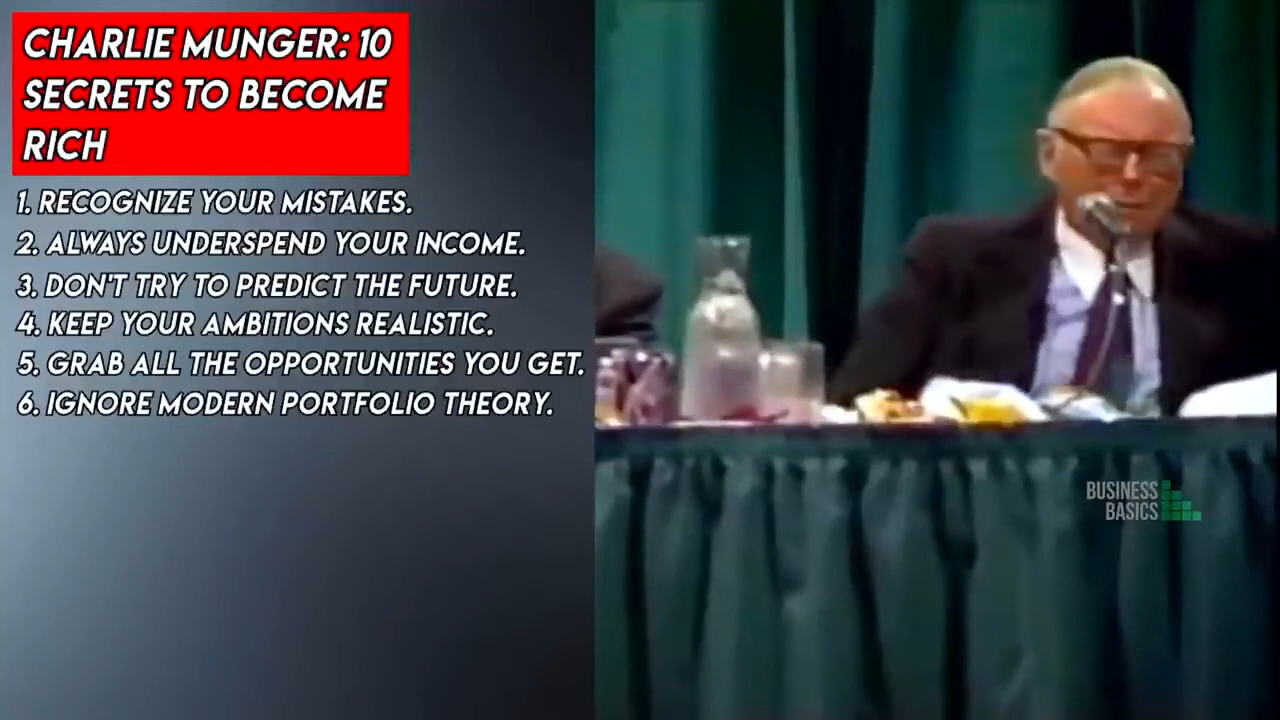 CHARLIE MUNGER: 10
SECRETS TO BECOME
RICH
1. RECOGNIZE YOUR MISTAKES.
2. ALWAYS UNDERSPEND YOUR INCOME.
3. DON'T TRY TO PREDICT THE FUTURE.
4. KEEP YOUR AMBITIONS REALISTIC.
5. GRAB ALL THE OPPORTUNITIES YOU GET.
6. IGNORE MODERN PORTFOLIO THEORY.
BUSINESS
BASICS